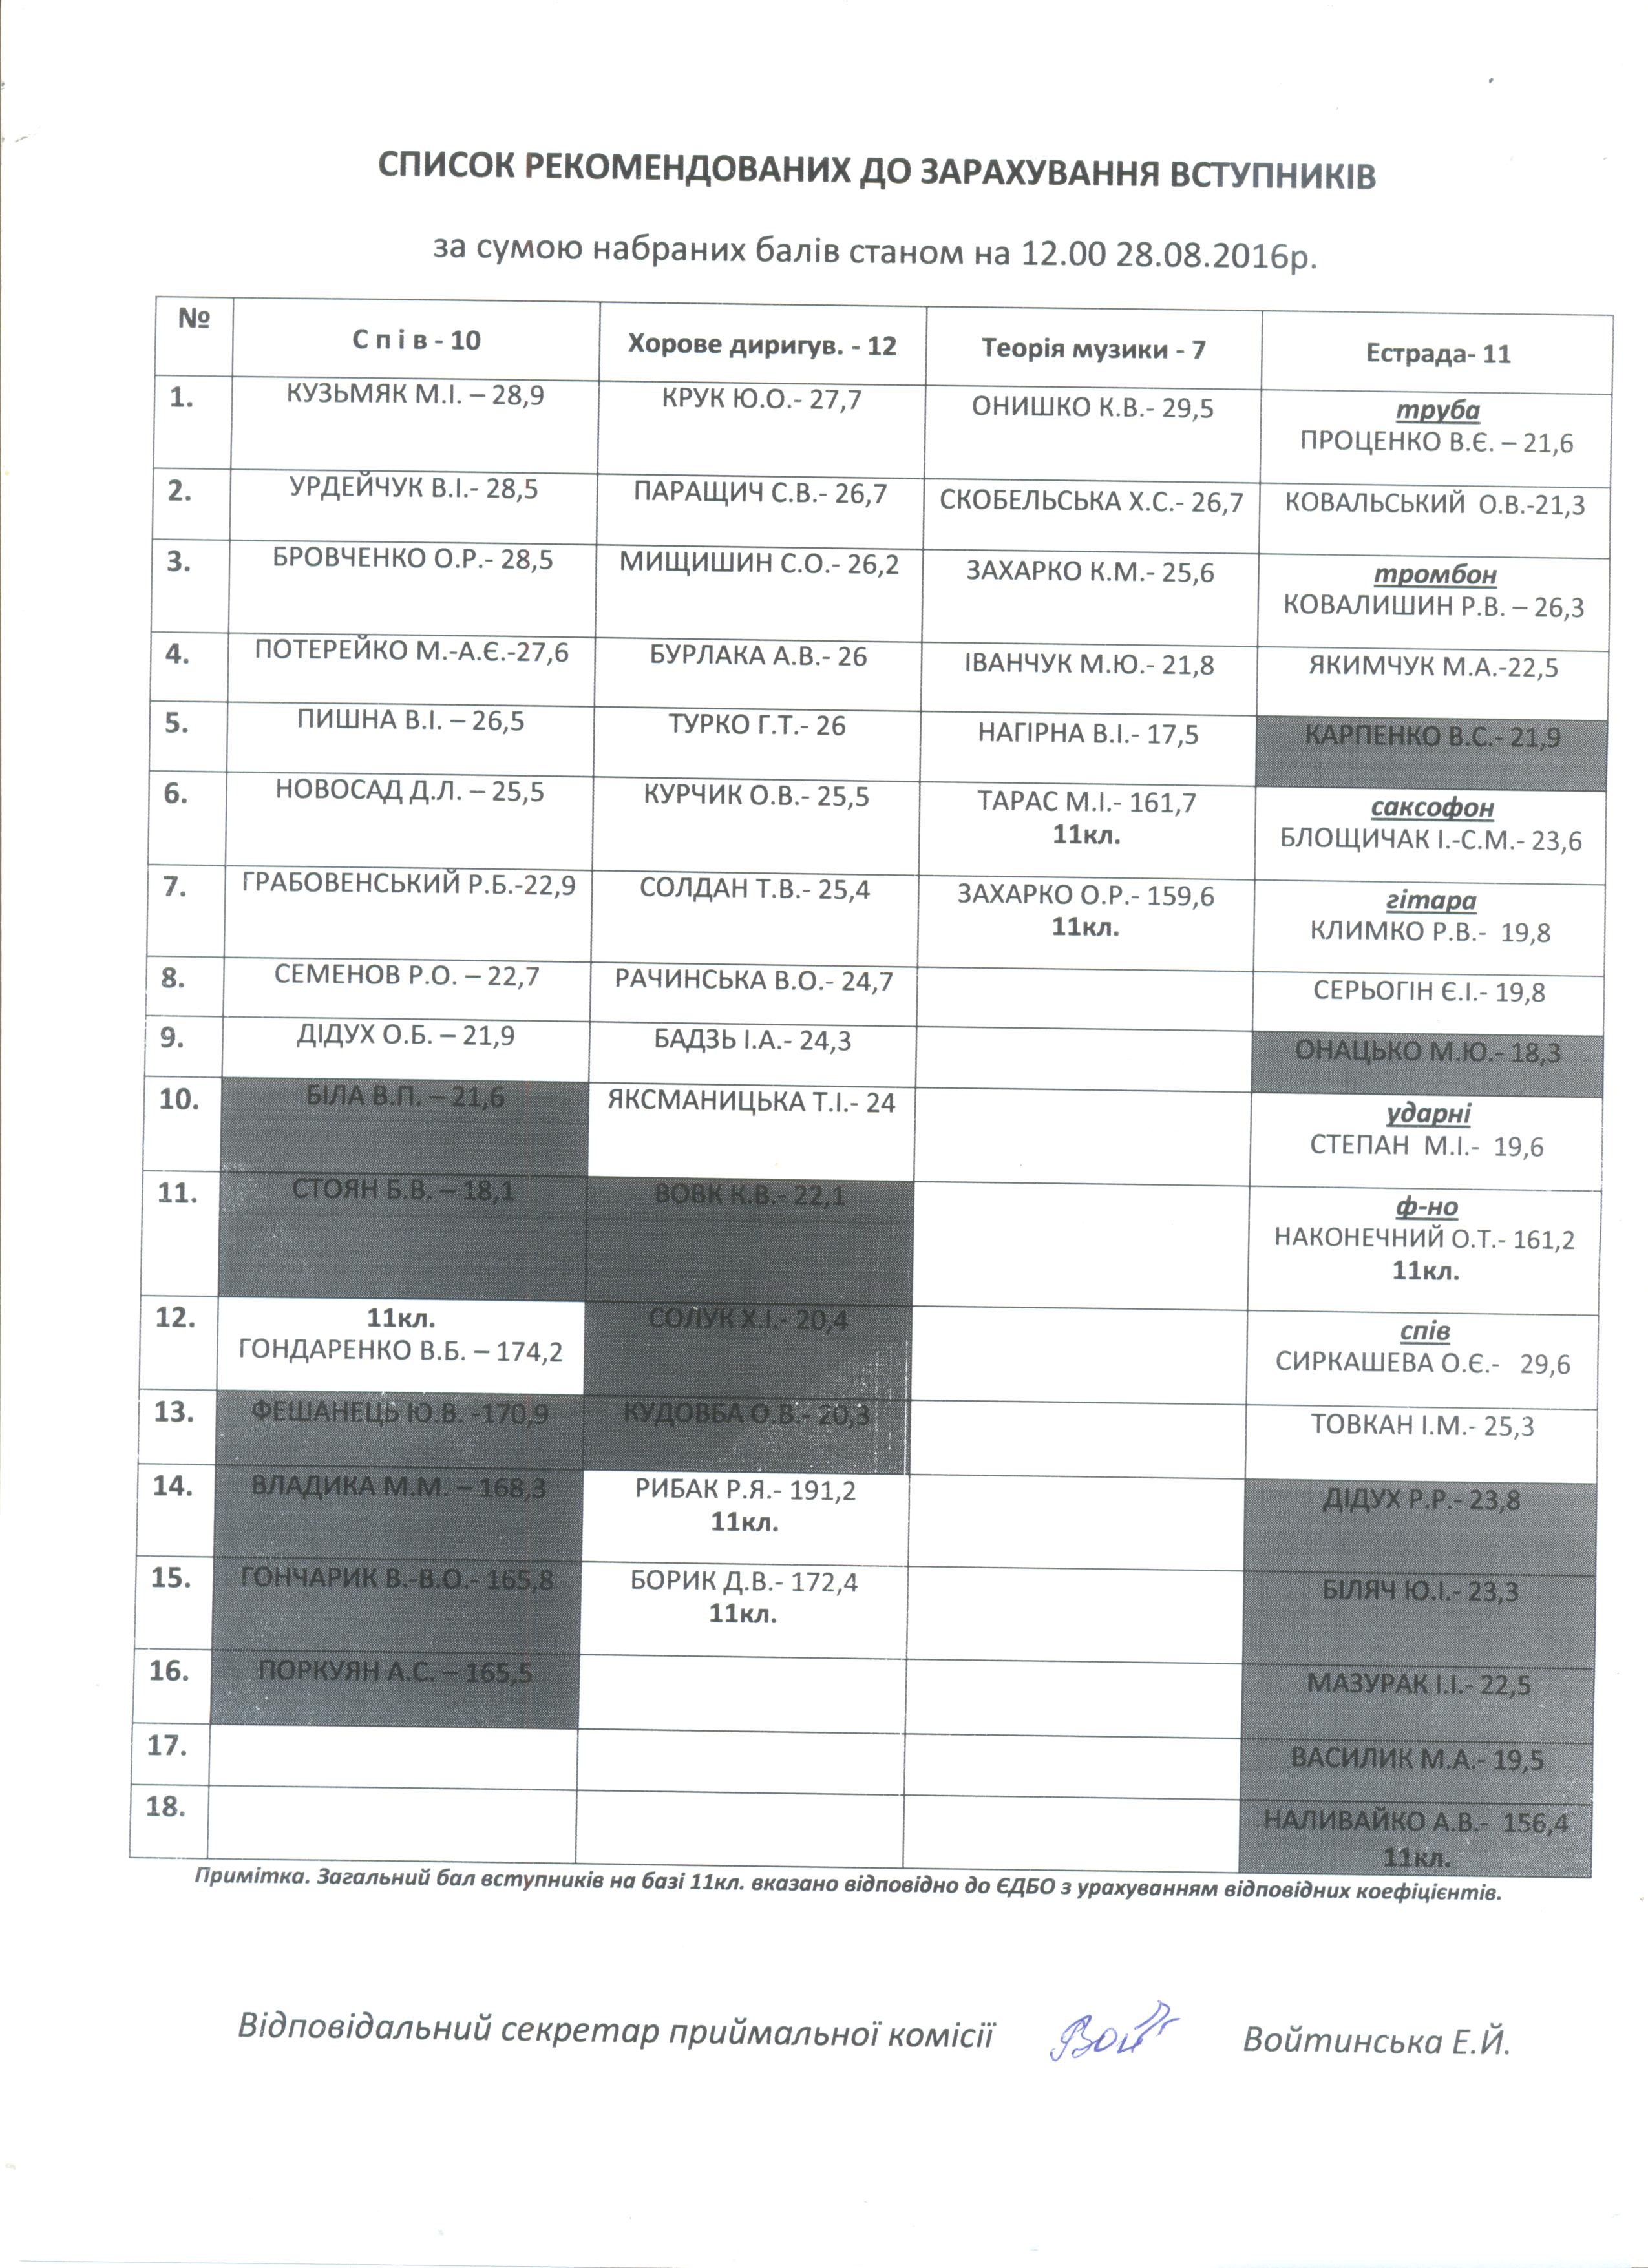 СПИСОК РЕКОМЕНДОВАНИХ ДО ЗАРАХУВАННЯ ВСТУПНИКІВ
за сумою набраних балів станом на 12.00 28.08.2016р.
№ С п і в - 10 Хорове диригув. - 12 Теорія музики - 7 Естрада- 11
1. КУЗЬМЯК М.І. – 28,9 КРУК Ю.О.- 27,7 ОНИШКО К.В.- 29,5 труба
ПРОЦЕНКО В.Є. – 21,6
2. УРДЕЙЧУК В.І.- 28,5 ПАРАЩИЧ С.В.- 26,7 СКОБЕЛЬСЬКА Х.С.- 26,7 КОВАЛЬСЬКИЙ О.В.-21,3
3. БРОВЧЕНКО О.Р.- 28,5 МИЩИШИН С.О.- 26,2 ЗАХАРКО К.М.- 25,6 тромбон
КОВАЛИШИН Р.В. – 26,3
4. ПОТЕРЕЙКО М.-А.Є.-27,6 БУРЛАКА А.В.- 26 ІВАНЧУК М.Ю.- 21,8 ЯКИМЧУК М.А.-22,5
5. ПИШНА В.І. – 26,5 ТУРКО Г.Т.- 26 НАГІРНА В.І.- 17,5 КАРПЕНКО В.С.- 21,9
6. НОВОСАД Д.Л. – 25,5 КУРЧИК О.В.- 25,5 ТАРАС М.І.- 161,7 саксофон
11кл. БЛОЩИЧАК І.-С.М.- 23,6
7. ГРАБОВЕНСЬКИЙ Р.Б.-22,9 СОЛДАН Т.В.- 25,4 ЗАХАРКО О.Р.- 159,6 гітара
11кл. КЛИМКО Р.В.- 19,8
8. СЕМЕНОВ Р.О. – 22,7 РАЧИНСЬКА В.О.- 24,7 СЕРЬОГІН Є.І.- 19,8
9. ДІДУХ О.Б. – 21,9 БАДЗЬ І.А.- 24,3 ОНАЦЬКО М.Ю.- 18,3
10. БІЛА В.П. – 21,6 ЯКСМАНИЦЬКА Т.І.- 24 ударні
СТЕПАН М.І.- 19,6
11. СТОЯН Б.В. – 18,1 ВОВК К.В.- 22,1 ф-но
НАКОНЕЧНИЙ О.Т.- 161,2
11кл.
12. 11кл. СОЛУК Х.І.- 20,4 спів
ГОНДАРЕНКО В.Б. – 174,2 СИРКАШЕВА О.Є.- 29,6
13. ФЕШАНЕЦЬ Ю.В. -170,9 КУДОВБА О.В.- 20,3 ТОВКАН І.М.- 25,3
14. ВЛАДИКА М.М. – 168,3 РИБАК Р.Я.- 191,2 ДІДУХ Р.Р.- 23,8
11кл.
15. ГОНЧАРИК В.-В.О.- 165,8 БОРИК Д.В.- 172,4 БІЛЯЧ Ю.І.- 23,3
11кл.
16. ПОРКУЯН А.С. – 165,5 МАЗУРАК І.І.- 22,5
17. ВАСИЛИК М.А.- 19,5
18. НАЛИВАЙКО А.В.- 156,4
11кл.
Примітка. Загальний бал вступників на базі 11кл. вказано відповідно до ЄДБО з урахуванням відповідних коефіцієнтів.
Відповідальний секретар приймальної комісії Вой Войтинська Е.Й.